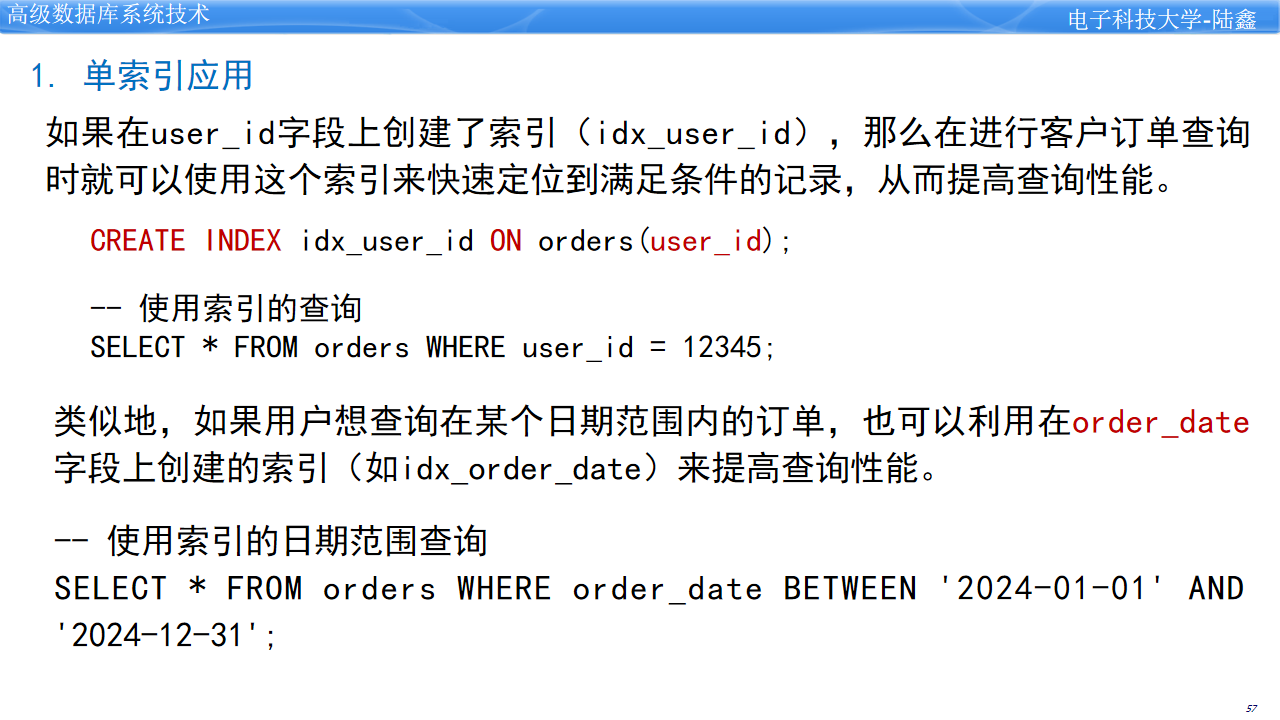 高级数据库系统技术
电子科技大学-陆鑫
1. 单索引应用
如果在user_id字段上创建了索引（idx_user_id），那么在进行客户订单查询
时就可以使用这个索引来快速定位到满足条件的记录，从而提高查询性能。
CREATE INDEX idx_user_id ON orders(user_id);
-- 使用索引的查询
SELECT * FROM orders WHERE user_id = 12345;
类似地，如果用户想查询在某个日期范围内的订单，也可以利用在order_date
字段上创建的索引（如idx_order_date）来提高查询性能。
-- 使用索引的日期范围查询
SELECT * FROM orders WHERE order_date BETWEEN '2024-01-01' AND
'2024-12-31';
57